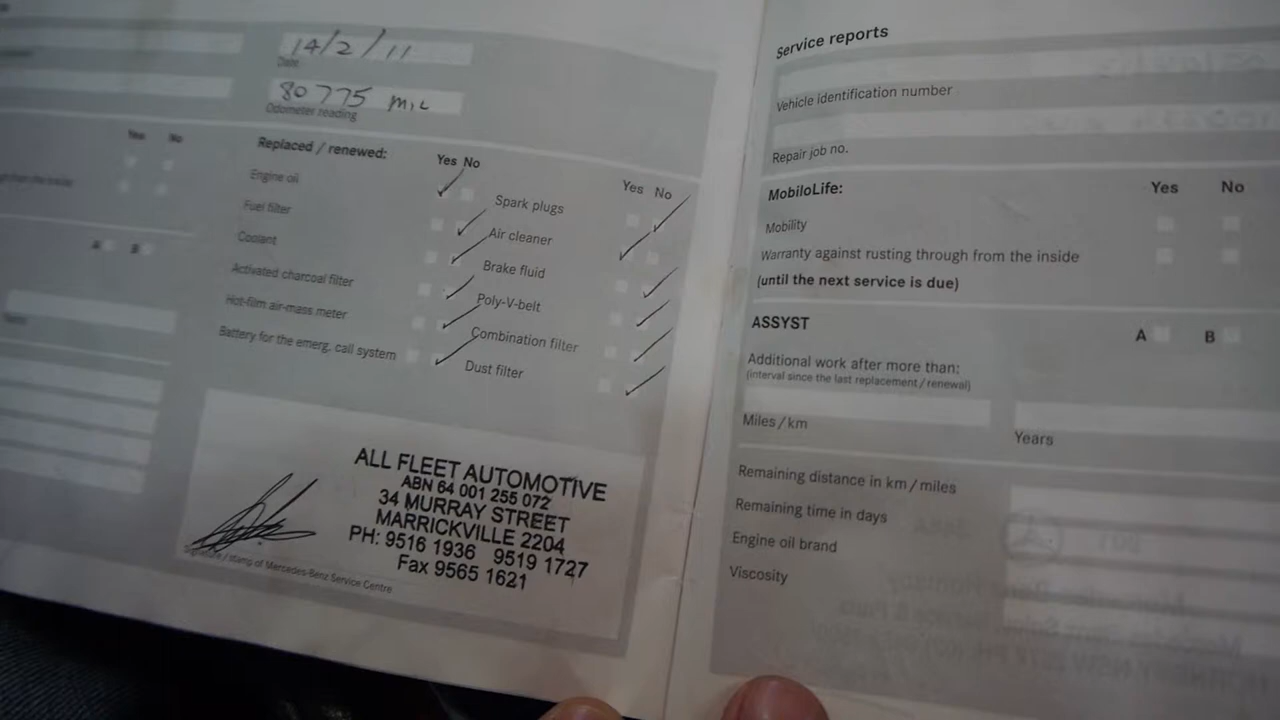 14/2/11
Date
80775 MIL
Odometer reading
Yes No
Replaced / renewed:
Yes No
Engine oil
Fuel filter
Coolant
Activated charcoal filter
Hot-film air-mass meter
Battery for the emerg. call system
Yes No
Spark plugs
Air cleaner
Brake fluid
Poly-V-belt
Combination filter
Dust filter
A B
ALL FLEET AUTOMOTIVE
ABN 64 001 255 072
34 MURRAY STREET
MARRICKVILLE 2204
PH: 9516 1936 9519 1727
Fax 9565 1621
Signature / stamp of Mercedes-Benz Service Centre
Service reports
Vehicle identification number
Repair job no.
MobiloLife:
Yes No
Mobility
Warranty against rusting through from the inside
(until the next service is due)
ASSYST
A B
Additional work after more than:
(interval since the last replacement / renewal)
Miles / km
Years
Remaining distance in km / miles
Remaining time in days
Engine oil brand
Viscosity